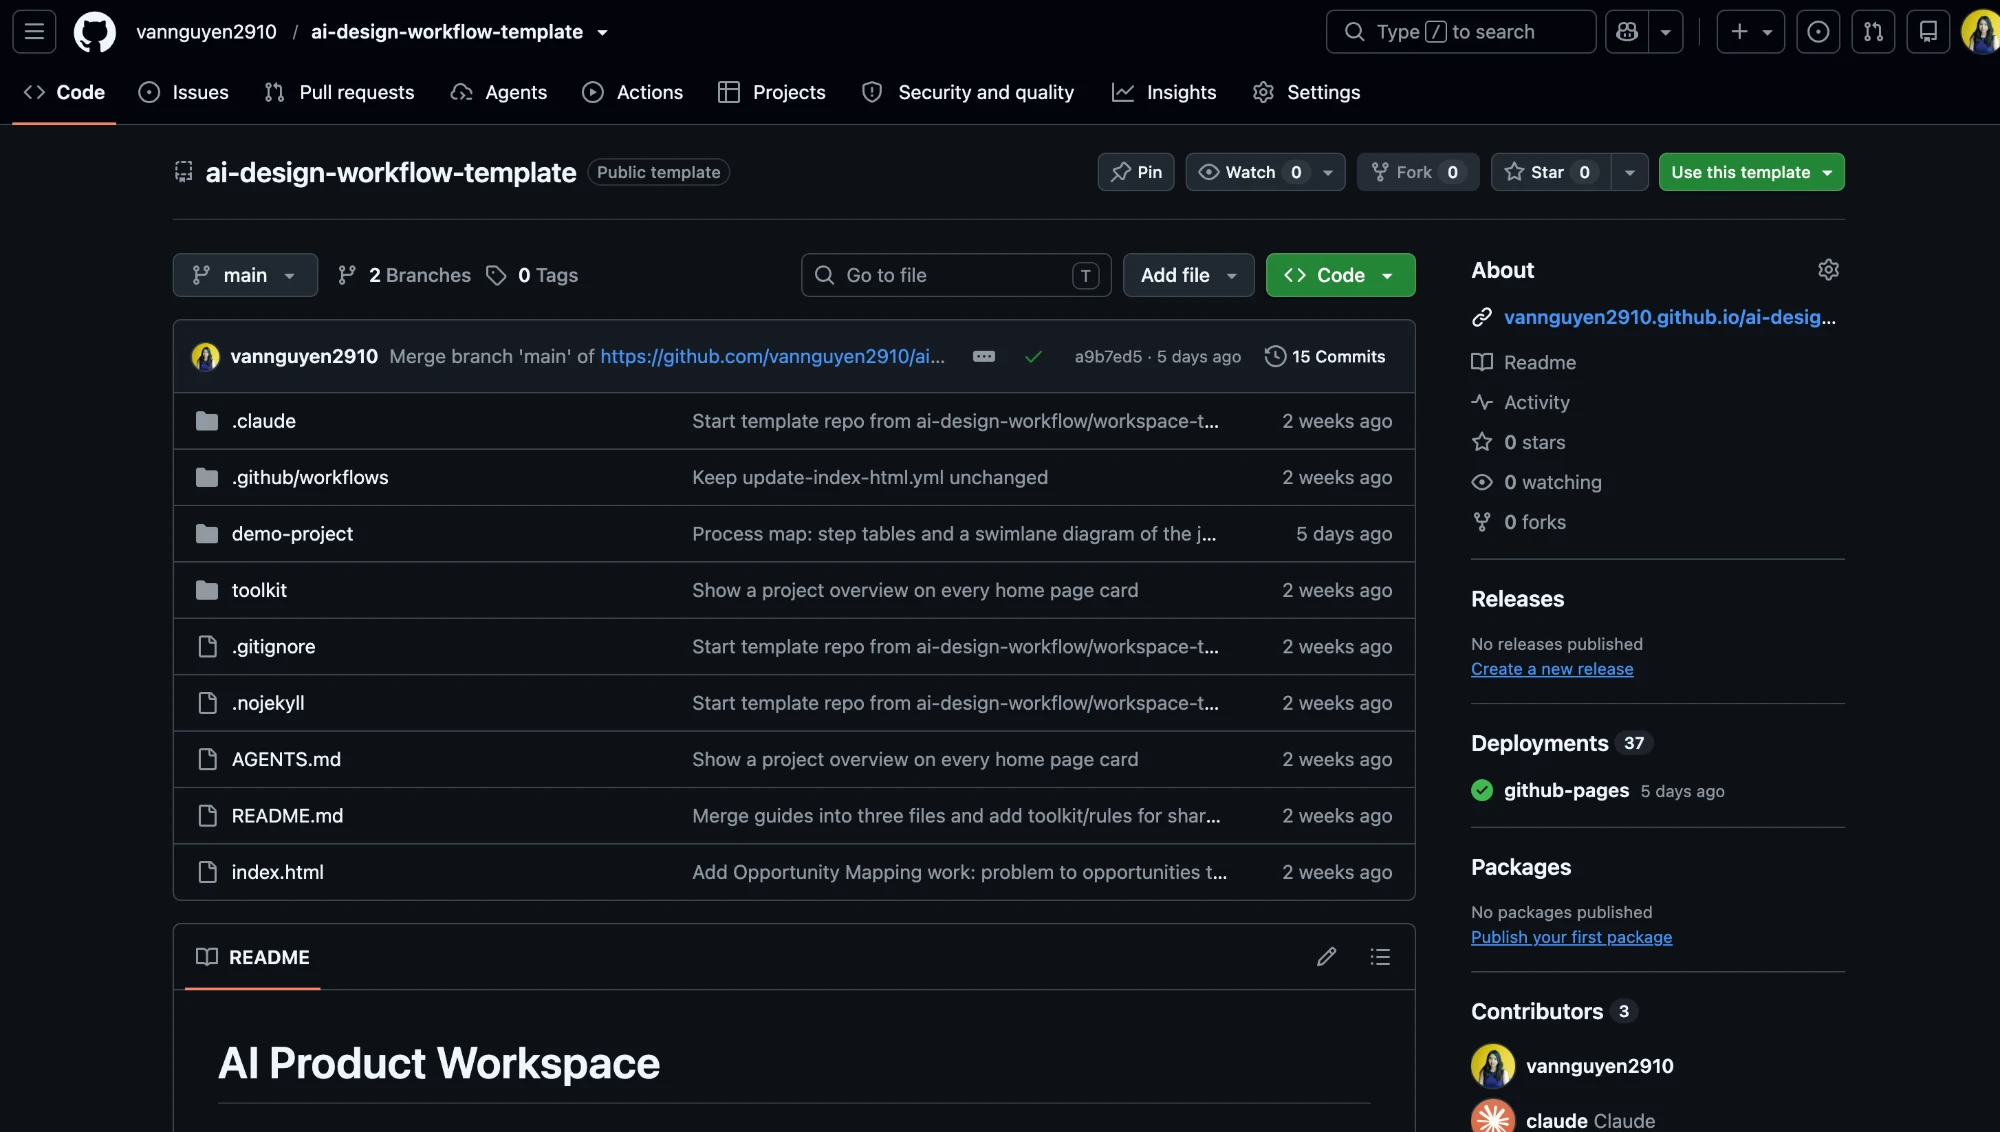 vannguyen2910 / ai-design-workflow-template
Type / to search
Code
Issues
Pull requests
Agents
Actions
Projects
Security and quality
Insights
Settings
ai-design-workflow-template
Public template
Pin
Watch 0
Fork 0
Star 0
Use this template
main
2 Branches
0 Tags
Go to file
T
Add file
Code
vannguyen2910 Merge branch 'main' of https://github.com/vannguyen2910/ai...
a9b7ed5 · 5 days ago
15 Commits
.claude Start template repo from ai-design-workflow/workspace-t... 2 weeks ago
.github/workflows Keep update-index-html.yml unchanged 2 weeks ago
demo-project Process map: step tables and a swimlane diagram of the j... 5 days ago
toolkit Show a project overview on every home page card 2 weeks ago
.gitignore Start template repo from ai-design-workflow/workspace-t... 2 weeks ago
.nojekyll Start template repo from ai-design-workflow/workspace-t... 2 weeks ago
AGENTS.md Show a project overview on every home page card 2 weeks ago
README.md Merge guides into three files and add toolkit/rules for shar... 2 weeks ago
index.html Add Opportunity Mapping work: problem to opportunities t... 2 weeks ago
README
AI Product Workspace
About
vannguyen2910.github.io/ai-desig...
Readme
Activity
0 stars
0 watching
0 forks
Releases
No releases published
Create a new release
Deployments 37
github-pages 5 days ago
Packages
No packages published
Publish your first package
Contributors 3
vannguyen2910
claude Claude